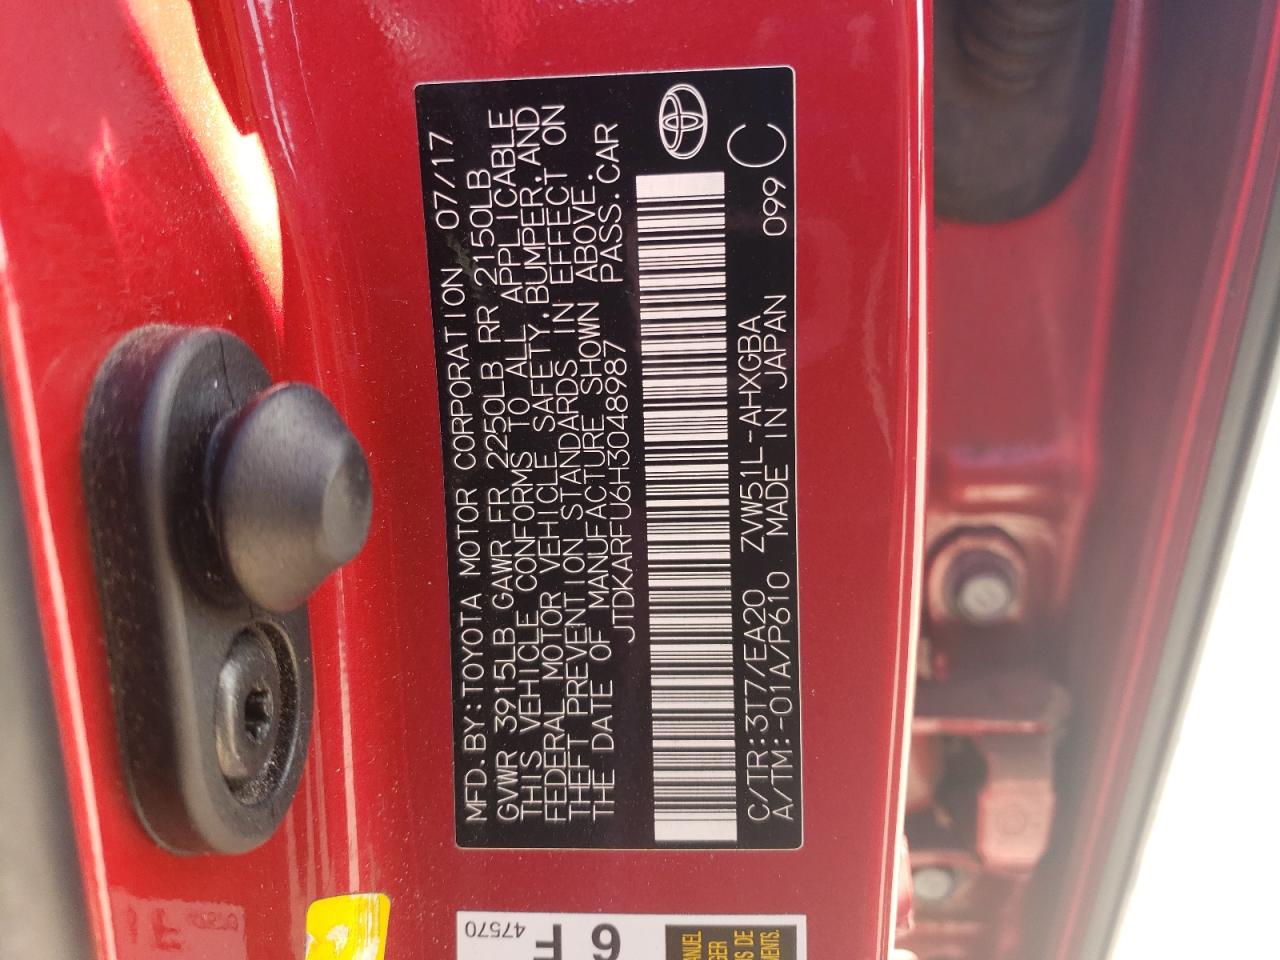 MFD.BY:TOYOTA MOTOR CORPORATION 07/17
GVWR 3915LB GAWR FR 2250LB RR 2150LB
THIS VEHICLE CONFORMS TO ALL APPLICABLE
FEDERAL MOTOR VEHICLE SAFETY,BUMPER,AND
THEFT PREVENTION STANDARDS IN EFFECT ON
THE DATE OF MANUFACTURE SHOWN ABOVE.
JTDKARFU6H3048987 PASS.CAR
C/TR:3T7/EA20 ZVW51L-AHXGBA 099 C
A/TM:-01A/P610 MADE IN JAPAN
47570